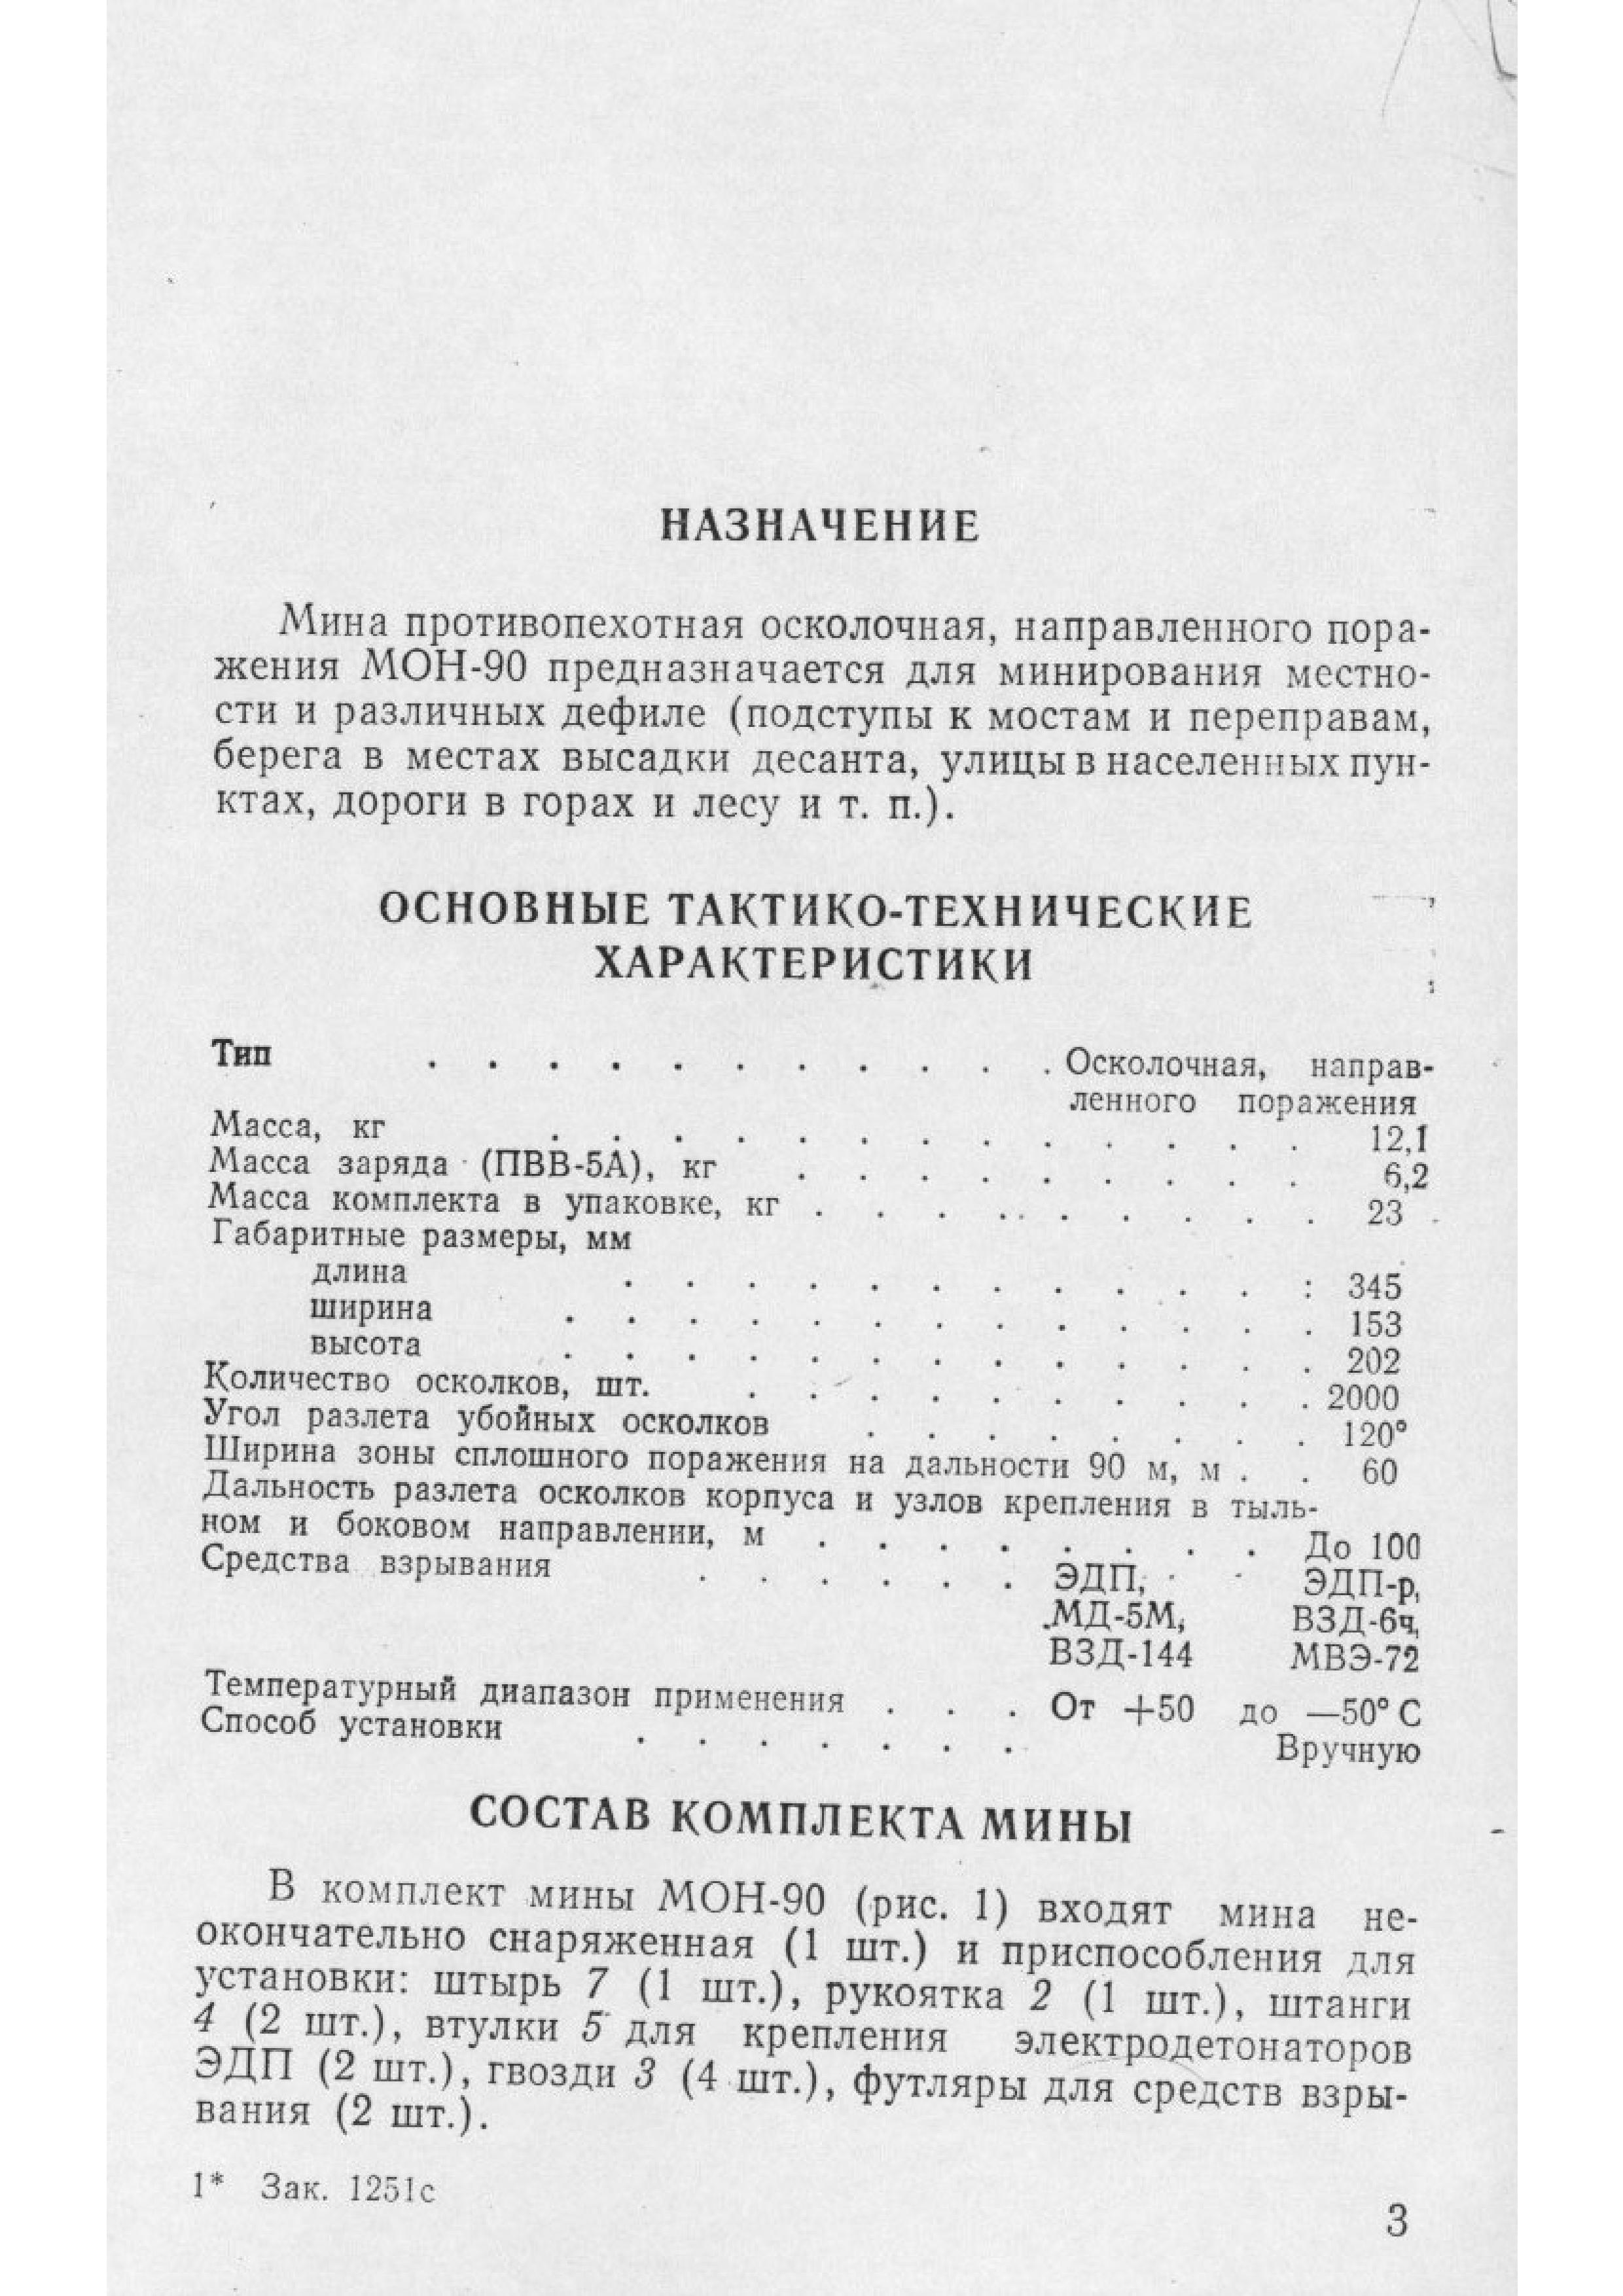 НАЗНАЧЕНИЕ
Мина противопехотная осколочная, направленного пора-
жения МОН-90 предназначается для минирования местно-
сти и различных дефиле (подступы к мостам и переправам,
берега в местах высадки десанта, улицы в населенных пун-
ктах, дороги в горах и лесу и т. п.).
ОСНОВНЫЕ ТАКТИКО-ТЕХНИЧЕСКИЕ
ХАРАКТЕРИСТИКИ
Тип . . . . . . . . . . . Осколочная, направ-
ленного поражения
Масса, кг . . . . . . . . . . . . . 12,1
Масса заряда (ПВВ-5А), кг . . . . . . . . . 6,2
Масса комплекта в упаковке, кг . . . . . . . . . 23
Габаритные размеры, мм
длина . . . . . . . . . . . : 345
ширина . . . . . . . . . . . . . 153
высота . . . . . . . . . . . . . 202
Количество осколков, шт. . . . . . . . . . . 2000
Угол разлета убойных осколков . . . . . . . . 120°
Ширина зоны сплошного поражения на дальности 90 м, м . . 60
Дальность разлета осколков корпуса и узлов крепления в тыль-
ном и боковом направлении, м . . . . . . . . До 100
Средства взрывания . . . . . . ЭДП, ЭДП-р,
МД-5М, ВЗД-6ч,
ВЗД-144 МВЭ-72
Температурный диапазон применения . . . От +50 до —50° С
Способ установки . . . . . . . Вручную
СОСТАВ КОМПЛЕКТА МИНЫ
В комплект мины МОН-90 (рис. 1) входят мина не-
окончательно снаряженная (1 шт.) и приспособления для
установки: штырь 7 (1 шт.), рукоятка 2 (1 шт.), штанги
4 (2 шт.), втулки 5 для крепления электродетонаторов
ЭДП (2 шт.), гвозди 3 (4 шт.), футляры для средств взры-
вания (2 шт.).
1* Зак. 1251с
3